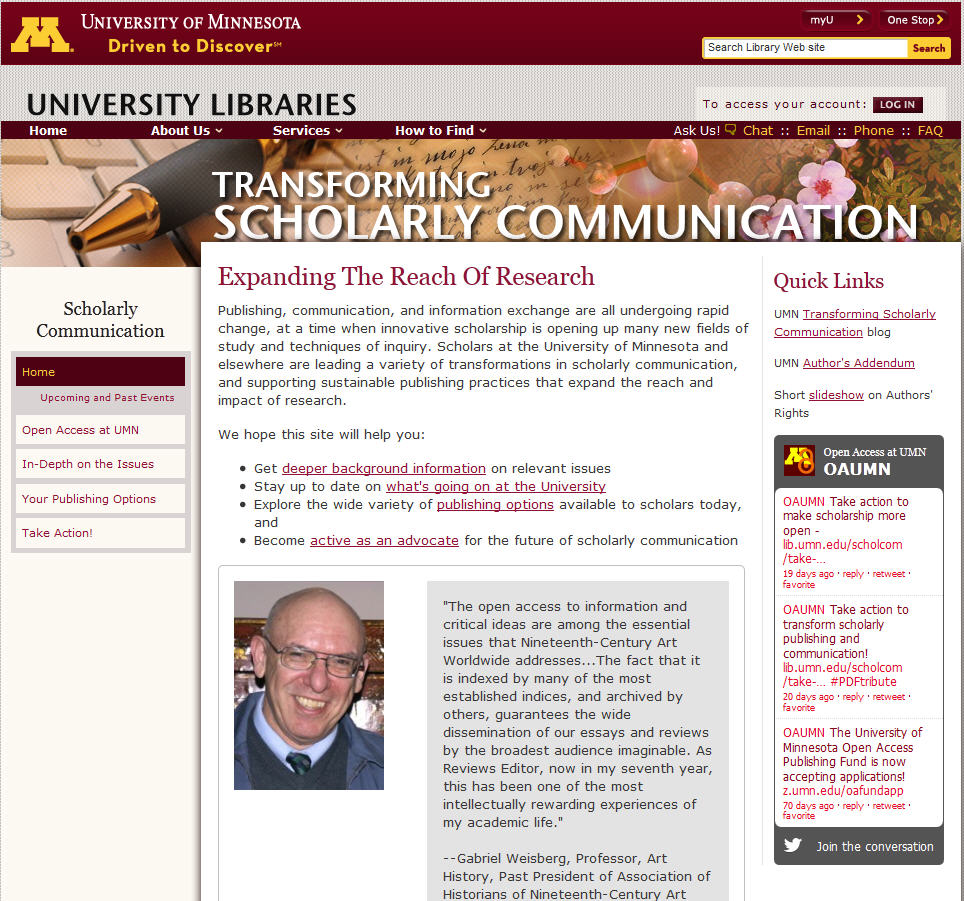 UNIVERSITY OF MINNESOTA
Driven to Discover℠
myU
One Stop
Search Library Web site
Search
UNIVERSITY LIBRARIES
To access your account: LOG IN
Home About Us Services How to Find Ask Us! Chat :: Email :: Phone :: FAQ
TRANSFORMING
SCHOLARLY COMMUNICATION
Scholarly
Communication
Home
Upcoming and Past Events
Open Access at UMN
In-Depth on the Issues
Your Publishing Options
Take Action!
Expanding The Reach Of Research
Publishing, communication, and information exchange are all undergoing rapid
change, at a time when innovative scholarship is opening up many new fields of
study and techniques of inquiry. Scholars at the University of Minnesota and
elsewhere are leading a variety of transformations in scholarly communication,
and supporting sustainable publishing practices that expand the reach and
impact of research.
We hope this site will help you:
• Get deeper background information on relevant issues
• Stay up to date on what's going on at the University
• Explore the wide variety of publishing options available to scholars today,
and
• Become active as an advocate for the future of scholarly communication
"The open access to information and
critical ideas are among the essential
issues that Nineteenth-Century Art
Worldwide addresses...The fact that it
is indexed by many of the most
established indices, and archived by
others, guarantees the wide
dissemination of our essays and reviews
by the broadest audience imaginable. As
Reviews Editor, now in my seventh year,
this has been one of the most
intellectually rewarding experiences of
my academic life."
--Gabriel Weisberg, Professor, Art
History, Past President of Association of
Historians of Nineteenth-Century Art
Quick Links
UMN Transforming Scholarly
Communication blog
UMN Author's Addendum
Short slideshow on Authors'
Rights
Open Access at UMN
OAUMN
OAUMN Take action to
make scholarship more
open -
lib.umn.edu/scholcom
/take-...
19 days ago · reply · retweet ·
favorite
OAUMN Take action to
transform scholarly
publishing and
communication!
lib.umn.edu/scholcom
/take-... #PDFtribute
20 days ago · reply · retweet ·
favorite
OAUMN The University of
Minnesota Open Access
Publishing Fund is now
accepting applications!
z.umn.edu/oafundapp
70 days ago · reply · retweet ·
favorite
Join the conversation